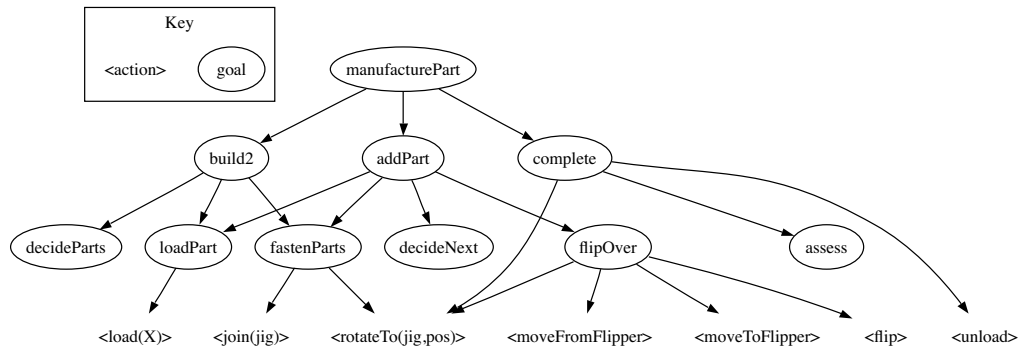 Key
<action> goal
manufacturePart
build2 addPart complete
decideParts loadPart fastenParts decideNext flipOver assess
<load(X)> <join(jig)> <rotateTo(jig,pos)> <moveFromFlipper> <moveToFlipper> <flip> <unload>